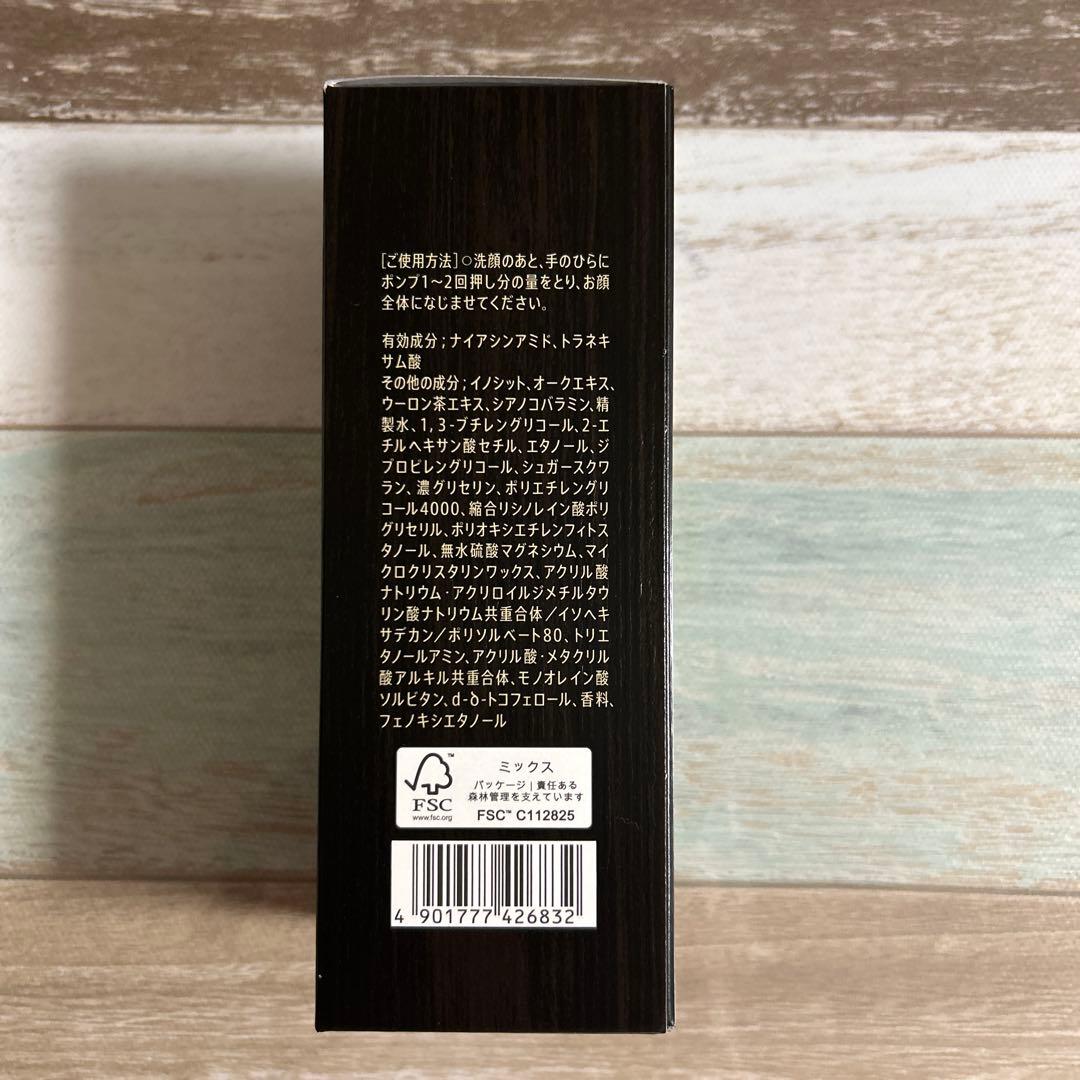 [ご使用方法]○洗顔のあと、手のひらに
ポンプ1〜2回押し分の量をとり、お顔
全体になじませてください。
有効成分;ナイアシンアミド、トラネキ
サム酸
その他の成分;イノシット、オークエキス、
ウーロン茶エキス、シアノコバラミン、精
製水、1,3-ブチレングリコール、2-エ
チルヘキサン酸セチル、エタノール、ジ
プロピレングリコール、シュガースクワ
ラン、濃グリセリン、ポリエチレングリ
コール4000、縮合リシノレイン酸ポリ
グリセリル、ポリオキシエチレンフィトス
タノール、無水硫酸マグネシウム、マイ
クロクリスタリンワックス、アクリル酸
ナトリウム・アクリロイルジメチルタウ
リン酸ナトリウム共重合体/イソヘキ
サデカン/ポリソルベート80、トリエ
タノールアミン、アクリル酸・メタクリル
酸アルキル共重合体、モノオレイン酸
ソルビタン、d-δ-トコフェロール、香料、
フェノキシエタノール
FSC™
www.fsc.org
ミックス
パッケージ|責任ある
森林管理を支えています
FSC™ C112825
4 901777 426832